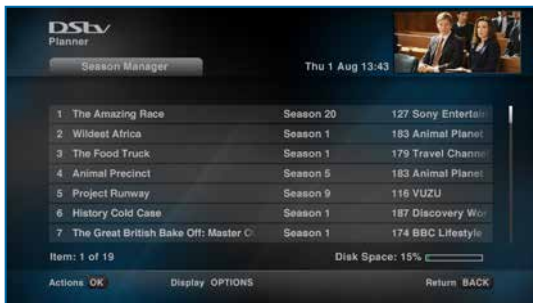 DStv
Planner
Season Manager Thu 1 Aug 13:43
1 The Amazing Race Season 20 127 Sony Entertain
2 Wildest Africa Season 1 183 Animal Planet
3 The Food Truck Season 1 179 Travel Channe
4 Animal Precinct Season 5 183 Animal Planet
5 Project Runway Season 9 116 VUZU
6 History Cold Case Season 1 187 Discovery Wor
7 The Great British Bake Off: Master C Season 1 174 BBC Lifestyle
Item: 1 of 19 Disk Space: 15%
Actions OK Display OPTIONS Return BACK